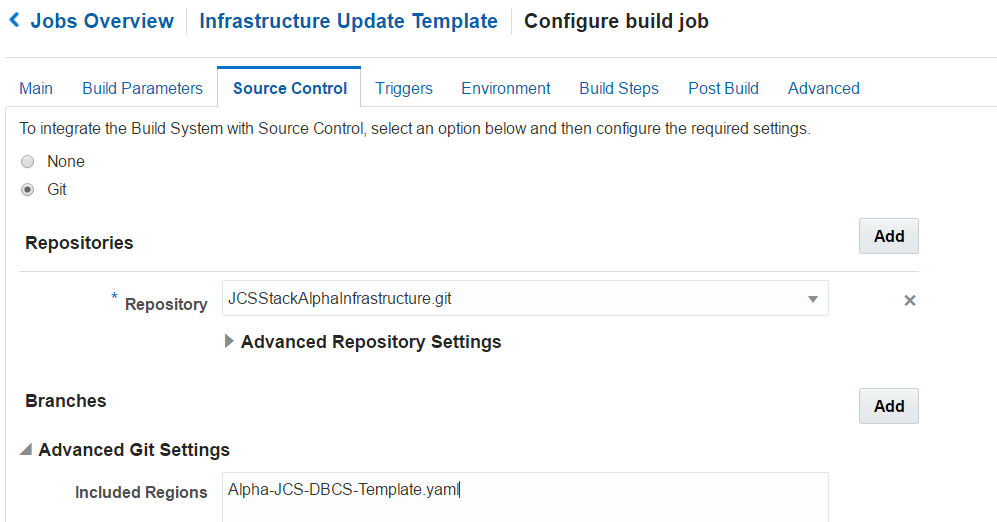 Jobs Overview Infrastructure Update Template Configure build job
Main Build Parameters Source Control Triggers Environment Build Steps Post Build Advanced
To integrate the Build System with Source Control, select an option below and then configure the required settings.
None
Git
Repositories Add
* Repository JCSStackAlphaInfrastructure.git
Advanced Repository Settings
Branches Add
Advanced Git Settings
Included Regions Alpha-JCS-DBCS-Template.yaml